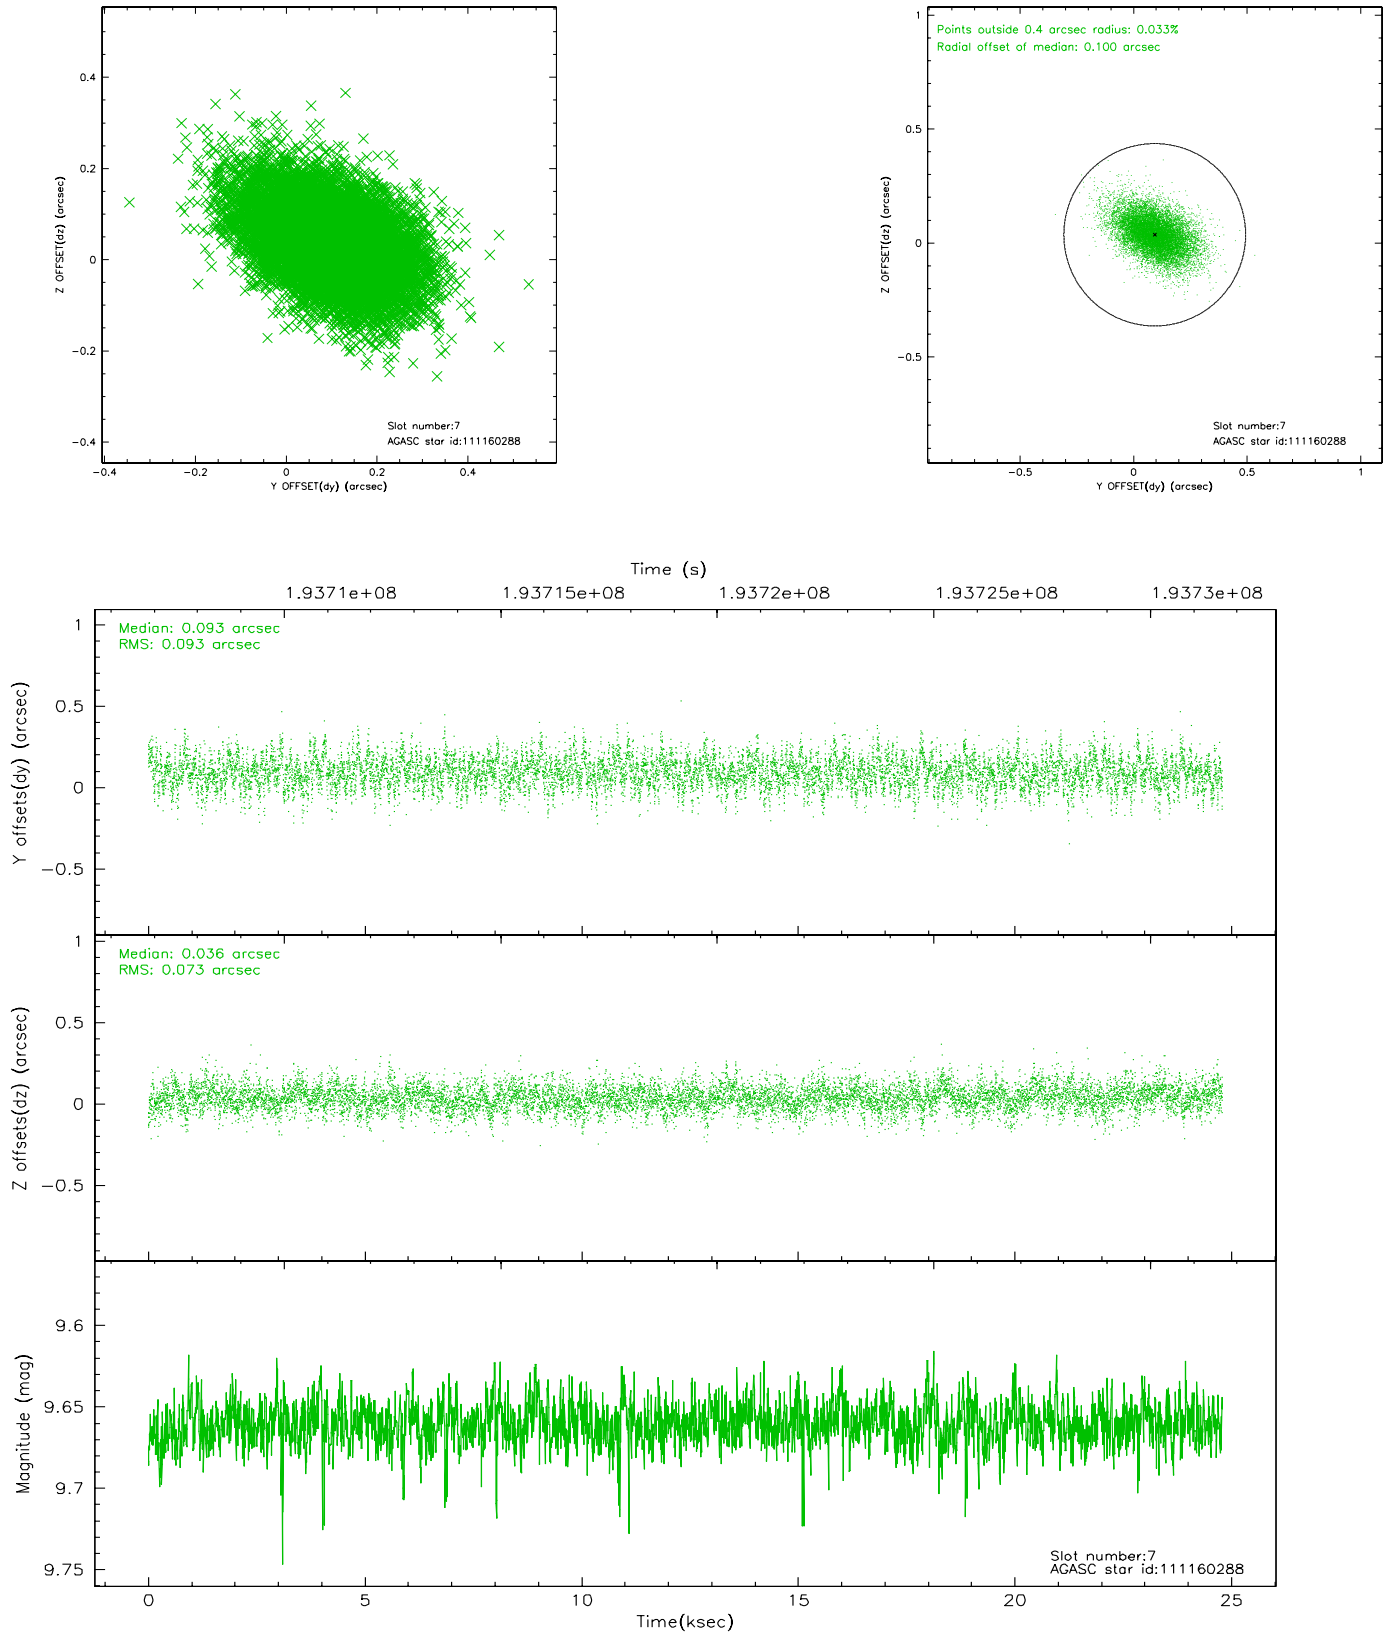 0.4
0.2
0
−0.2
−0.4
Z OFFSET(dz) (arcsec)
Slot number:7
AGASC star id:111160288
−0.4 −0.2 0 0.2 0.4
Y OFFSET(dy) (arcsec)
Points outside 0.4 arcsec radius: 0.033%
Radial offset of median: 0.100 arcsec
1
0.5
0
−0.5
Z OFFSET(dz) (arcsec)
Slot number:7
AGASC star id:111160288
−0.5 0 0.5 1
Y OFFSET(dy) (arcsec)
Time (s)
1.9371e+08 1.93715e+08 1.9372e+08 1.93725e+08 1.9373e+08
Median: 0.093 arcsec
RMS: 0.093 arcsec
1
0.5
0
−0.5
Y offsets(dy) (arcsec)
Median: 0.036 arcsec
RMS: 0.073 arcsec
1
0.5
0
−0.5
Z offsets(dz) (arcsec)
9.6
9.65
9.7
9.75
Magnitude (mag)
Slot number:7
AGASC star id:111160288
0 5 10 15 20 25
Time(ksec)